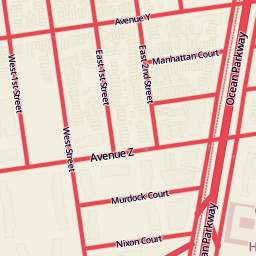 Avenue Y
Manhattan Court
Ocean Parkway
West 1st Street
East 1st Street
East 2nd Street
West Street
Avenue Z
Murdock Court
Ocean Parkway
Nixon Court